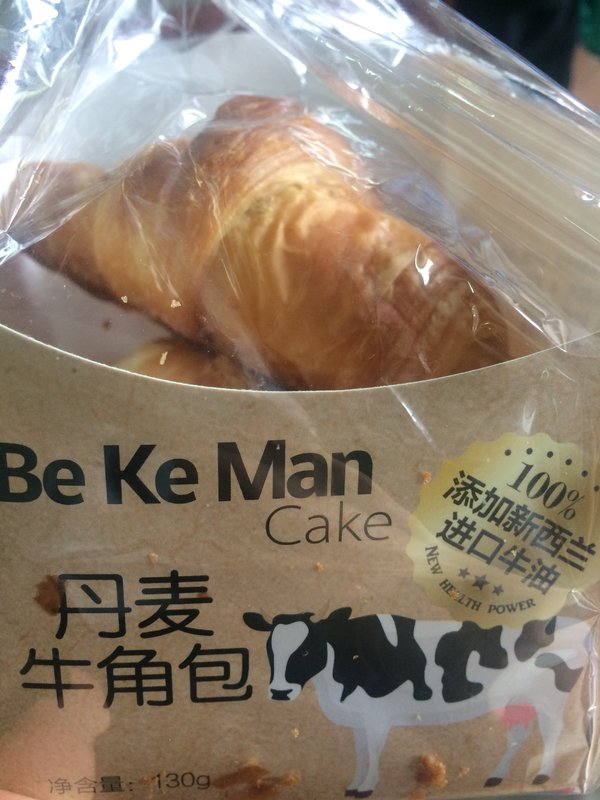 Be Ke Man
Cake
100%
添加新西兰
进口牛油
NEW HEALTH POWER
丹麦
牛角包
净含量：130g